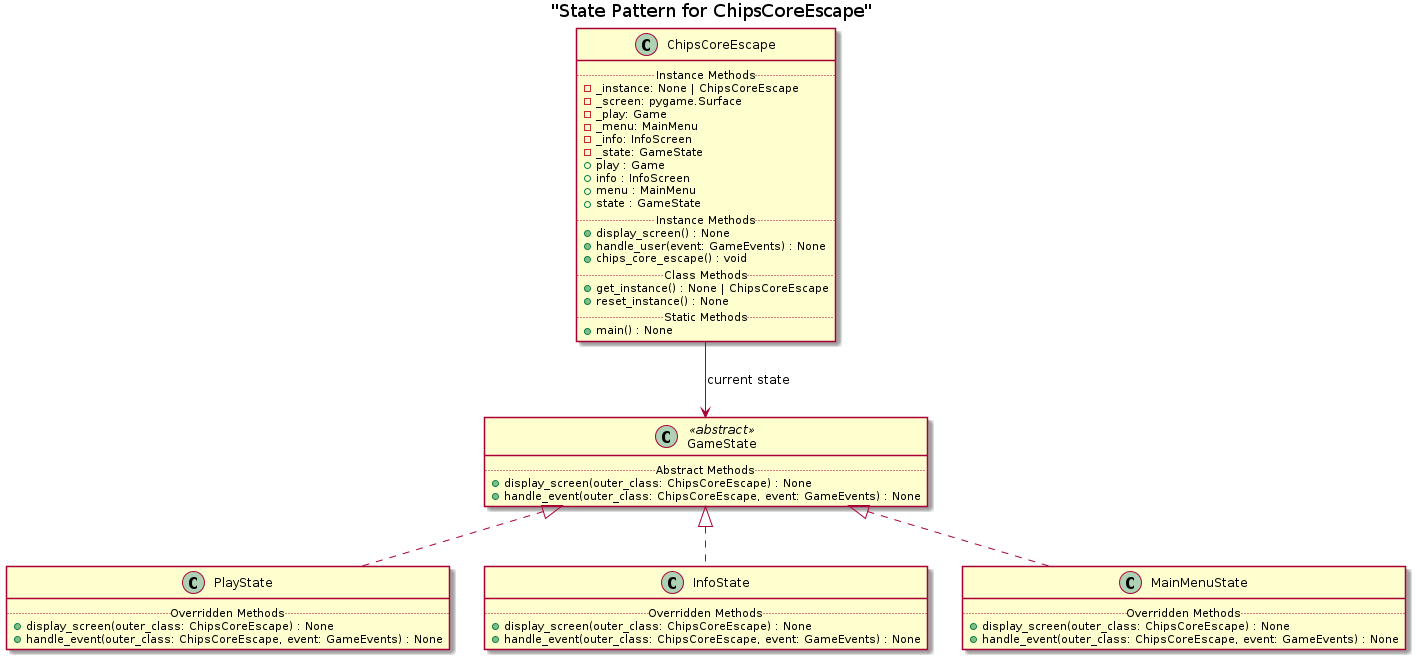 "State Pattern for ChipsCoreEscape"
C ChipsCoreEscape
Instance Methods
_instance: None | ChipsCoreEscape
_screen: pygame.Surface
_play: Game
_menu: MainMenu
_info: InfoScreen
_state: GameState
play : Game
info : InfoScreen
menu : MainMenu
state : GameState
Instance Methods
display_screen() : None
handle_user(event: GameEvents) : None
chips_core_escape() : void
Class Methods
get_instance() : None | ChipsCoreEscape
reset_instance() : None
Static Methods
main() : None
current state
«abstract»
C GameState
Abstract Methods
display_screen(outer_class: ChipsCoreEscape) : None
handle_event(outer_class: ChipsCoreEscape, event: GameEvents) : None
C PlayState
Overridden Methods
display_screen(outer_class: ChipsCoreEscape) : None
handle_event(outer_class: ChipsCoreEscape, event: GameEvents) : None
C InfoState
Overridden Methods
display_screen(outer_class: ChipsCoreEscape) : None
handle_event(outer_class: ChipsCoreEscape, event: GameEvents) : None
C MainMenuState
Overridden Methods
display_screen(outer_class: ChipsCoreEscape) : None
handle_event(outer_class: ChipsCoreEscape, event: GameEvents) : None